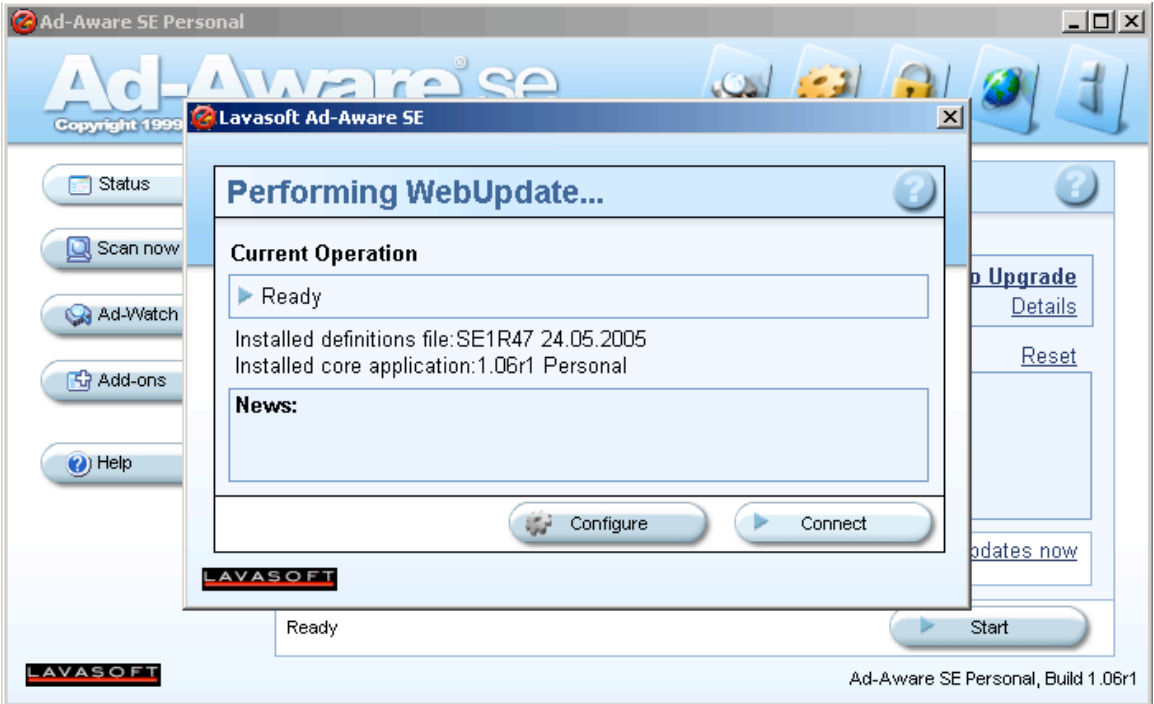 Ad-Aware SE Personal
Ad-Aware® SE
Copyright 1999
Lavasoft Ad-Aware SE
Status
Scan now
Ad-Watch
Add-ons
Help
Performing WebUpdate...
Current Operation
Ready
Installed definitions file:SE1R47 24.05.2005
Installed core application:1.06r1 Personal
News:
Configure
Connect
LAVASOFT
Upgrade
Details
Reset
now
Ready
Start
LAVASOFT
Ad-Aware SE Personal, Build 1.06r1